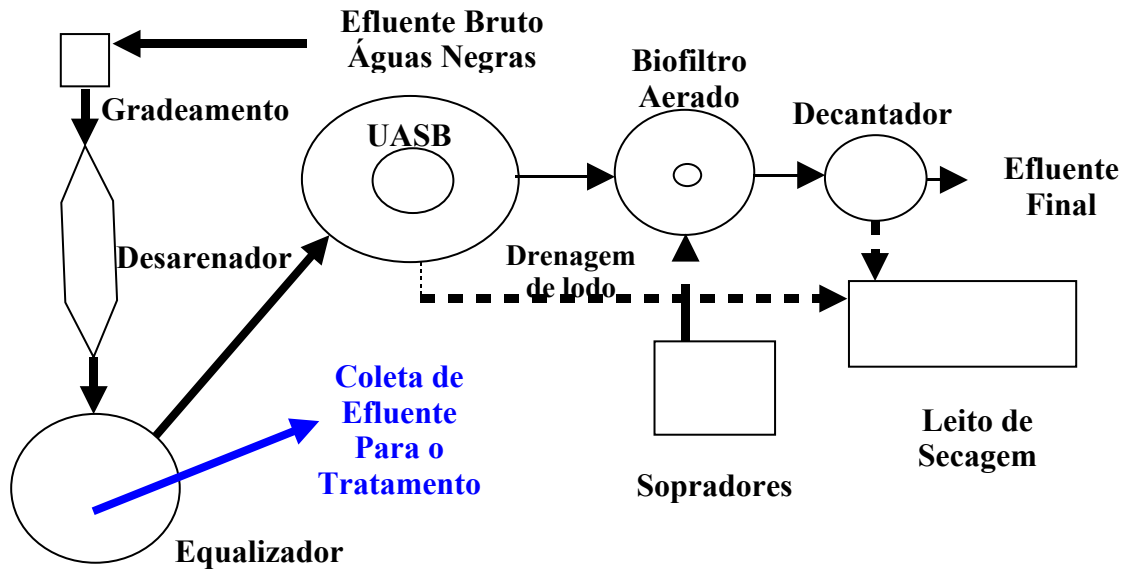 Efluente Bruto
Águas Negras
Gradeamento
UASB
Biofiltro
Aerado
Decantador
Efluente
Final
Desarenador
Drenagem
de lodo
Coleta de
Efluente
Para o
Tratamento
Leito de
Secagem
Sopradores
Equalizador